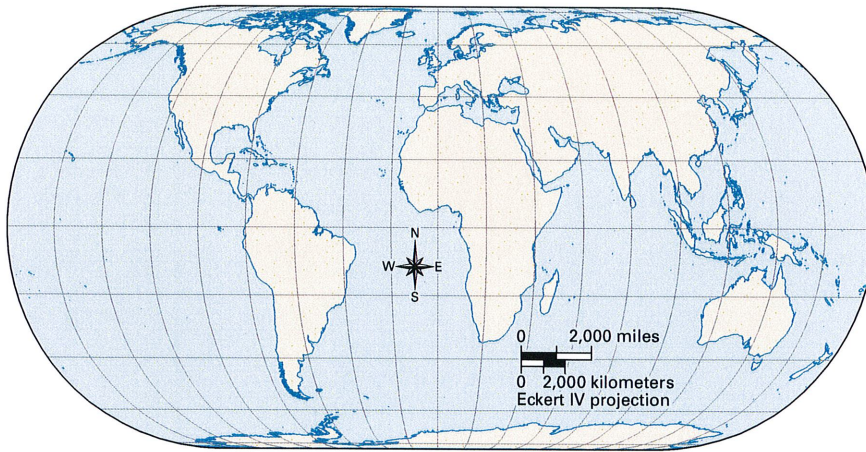 N
W E
S
0 2,000 miles
0 2,000 kilometers
Eckert IV projection